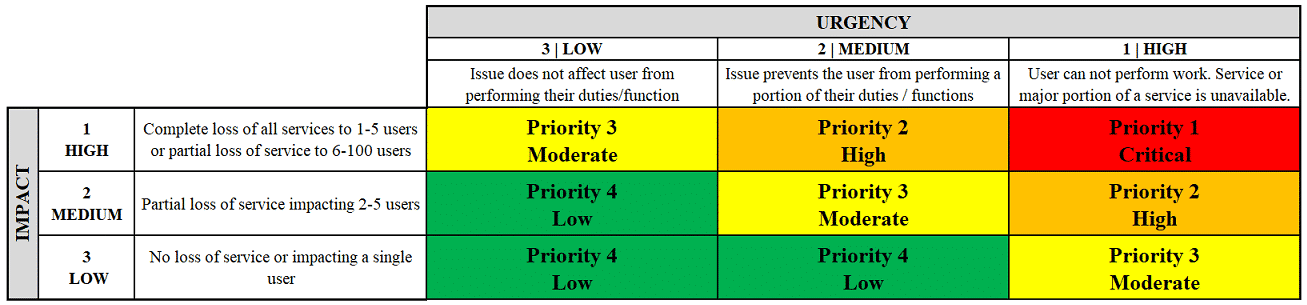 URGENCY
3 | LOW
2 | MEDIUM
1 | HIGH
Issue does not affect user from
performing their duties/function
Issue prevents the user from performing a
portion of their duties / functions
User can not perform work. Service or
major portion of a service is unavailable.
IMPACT
1
HIGH
Complete loss of all services to 1-5 users
or partial loss of service to 6-100 users
Priority 3
Moderate
Priority 2
High
Priority 1
Critical
2
MEDIUM
Partial loss of service impacting 2-5 users
Priority 4
Low
Priority 3
Moderate
Priority 2
High
3
LOW
No loss of service or impacting a single
user
Priority 4
Low
Priority 4
Low
Priority 3
Moderate